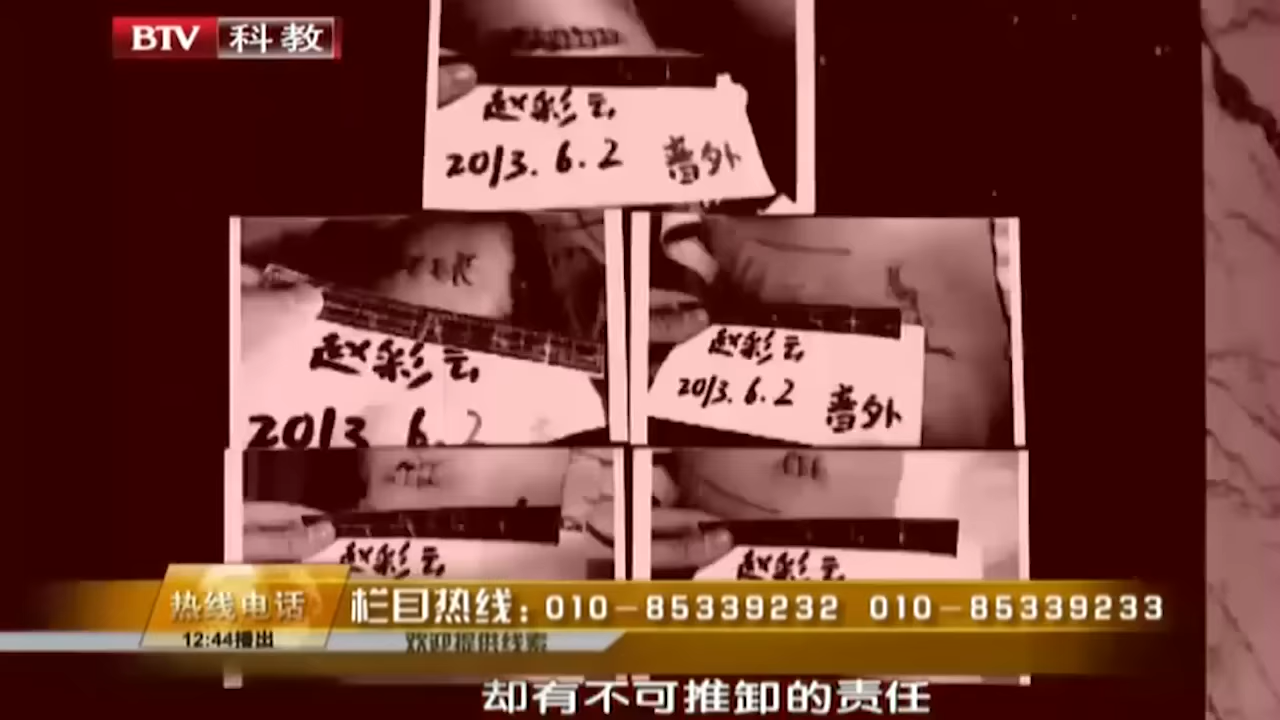 BTV 科教
赵彩云
2013.6.2 普外
赵彩云
2013.6.2
赵彩云
2013.6.2 普外
赵彩云
赵彩云
热线电话 栏目热线：010-85339232 010-85339233
12:44播出 欢迎提供线索
却有不可推卸的责任